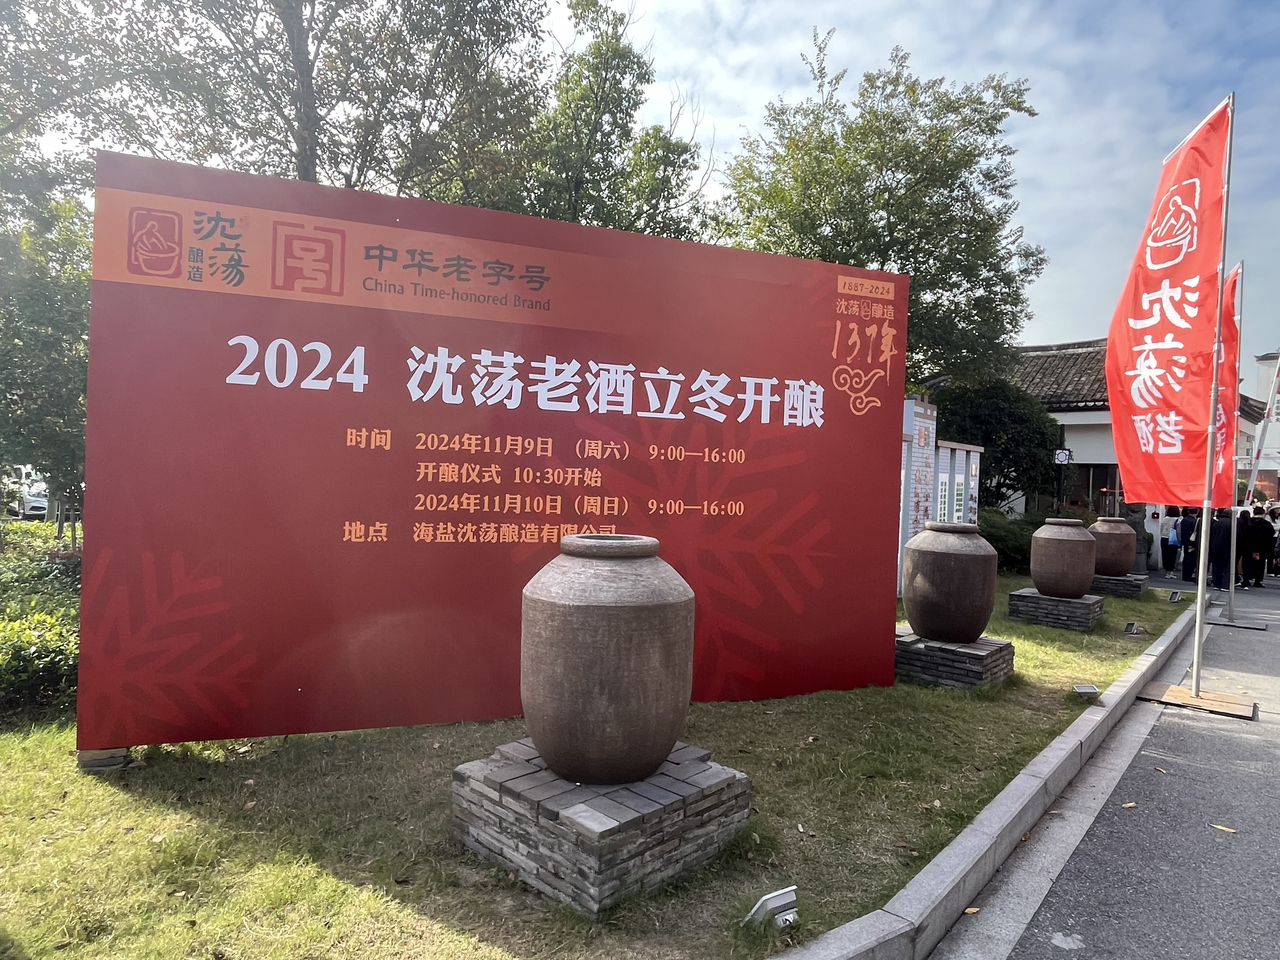 沈荡
酿造
中华老字号
China Time-honored Brand
1887-2024
沈荡酿造
137年
2024 沈荡老酒立冬开酿
时间 2024年11月9日 （周六） 9:00—16:00
开酿仪式 10:30开始
2024年11月10日（周日） 9:00—16:00
地点 海盐沈荡酿造有限公司
沈荡老酒